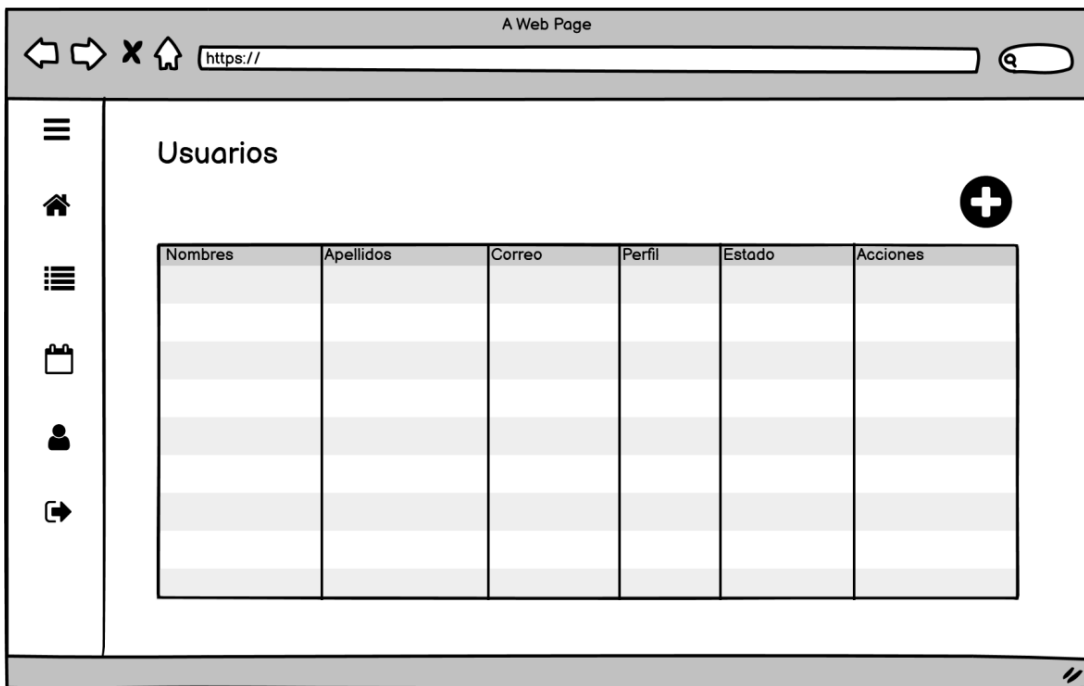 A Web Page
https://
Usuarios
Nombres Apellidos Correo Perfil Estado Acciones